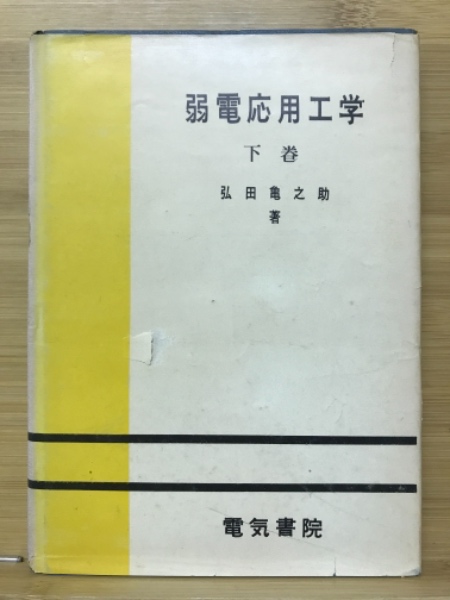 弱電応用工学
下巻
弘田亀之助
著
電気書院